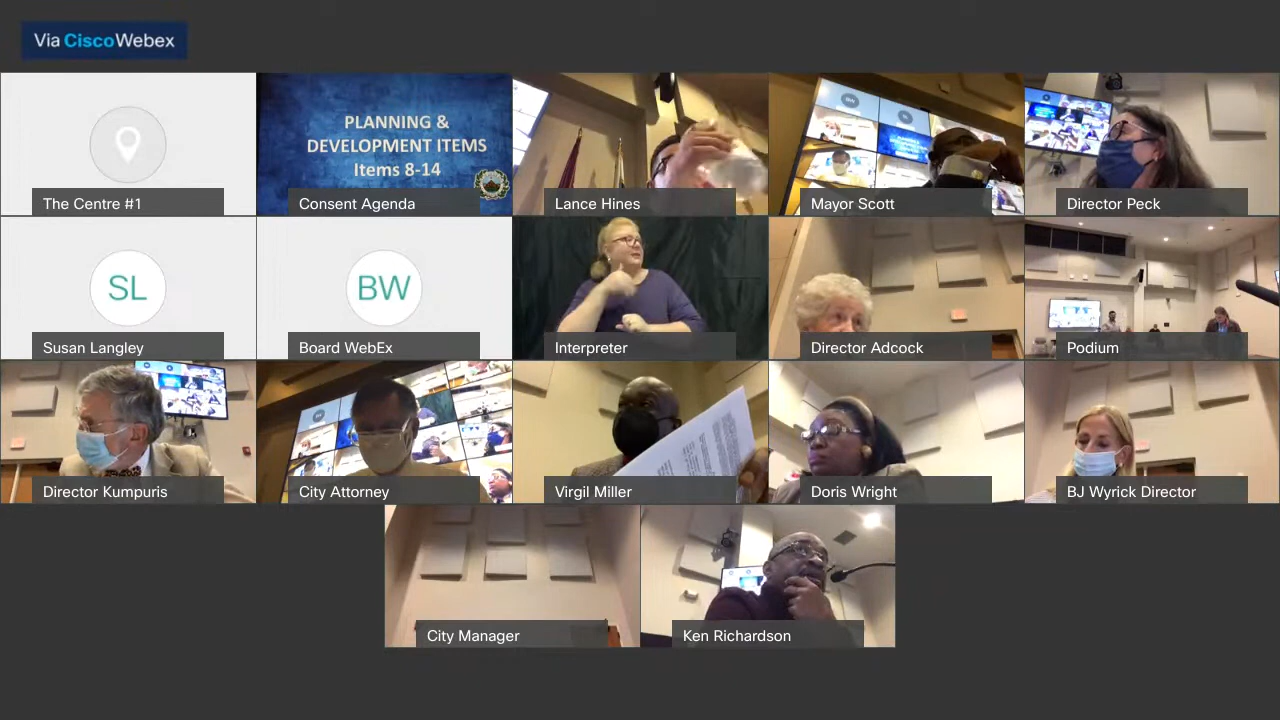 Via Cisco Webex
The Centre #1
PLANNING &
DEVELOPMENT ITEMS
Items 8-14
Consent Agenda
Lance Hines
Mayor Scott
Director Peck
SL
Susan Langley
BW
Board WebEx
Interpreter
Director Adcock
Podium
Director Kumpuris
City Attorney
Virgil Miller
Doris Wright
BJ Wyrick Director
City Manager
Ken Richardson